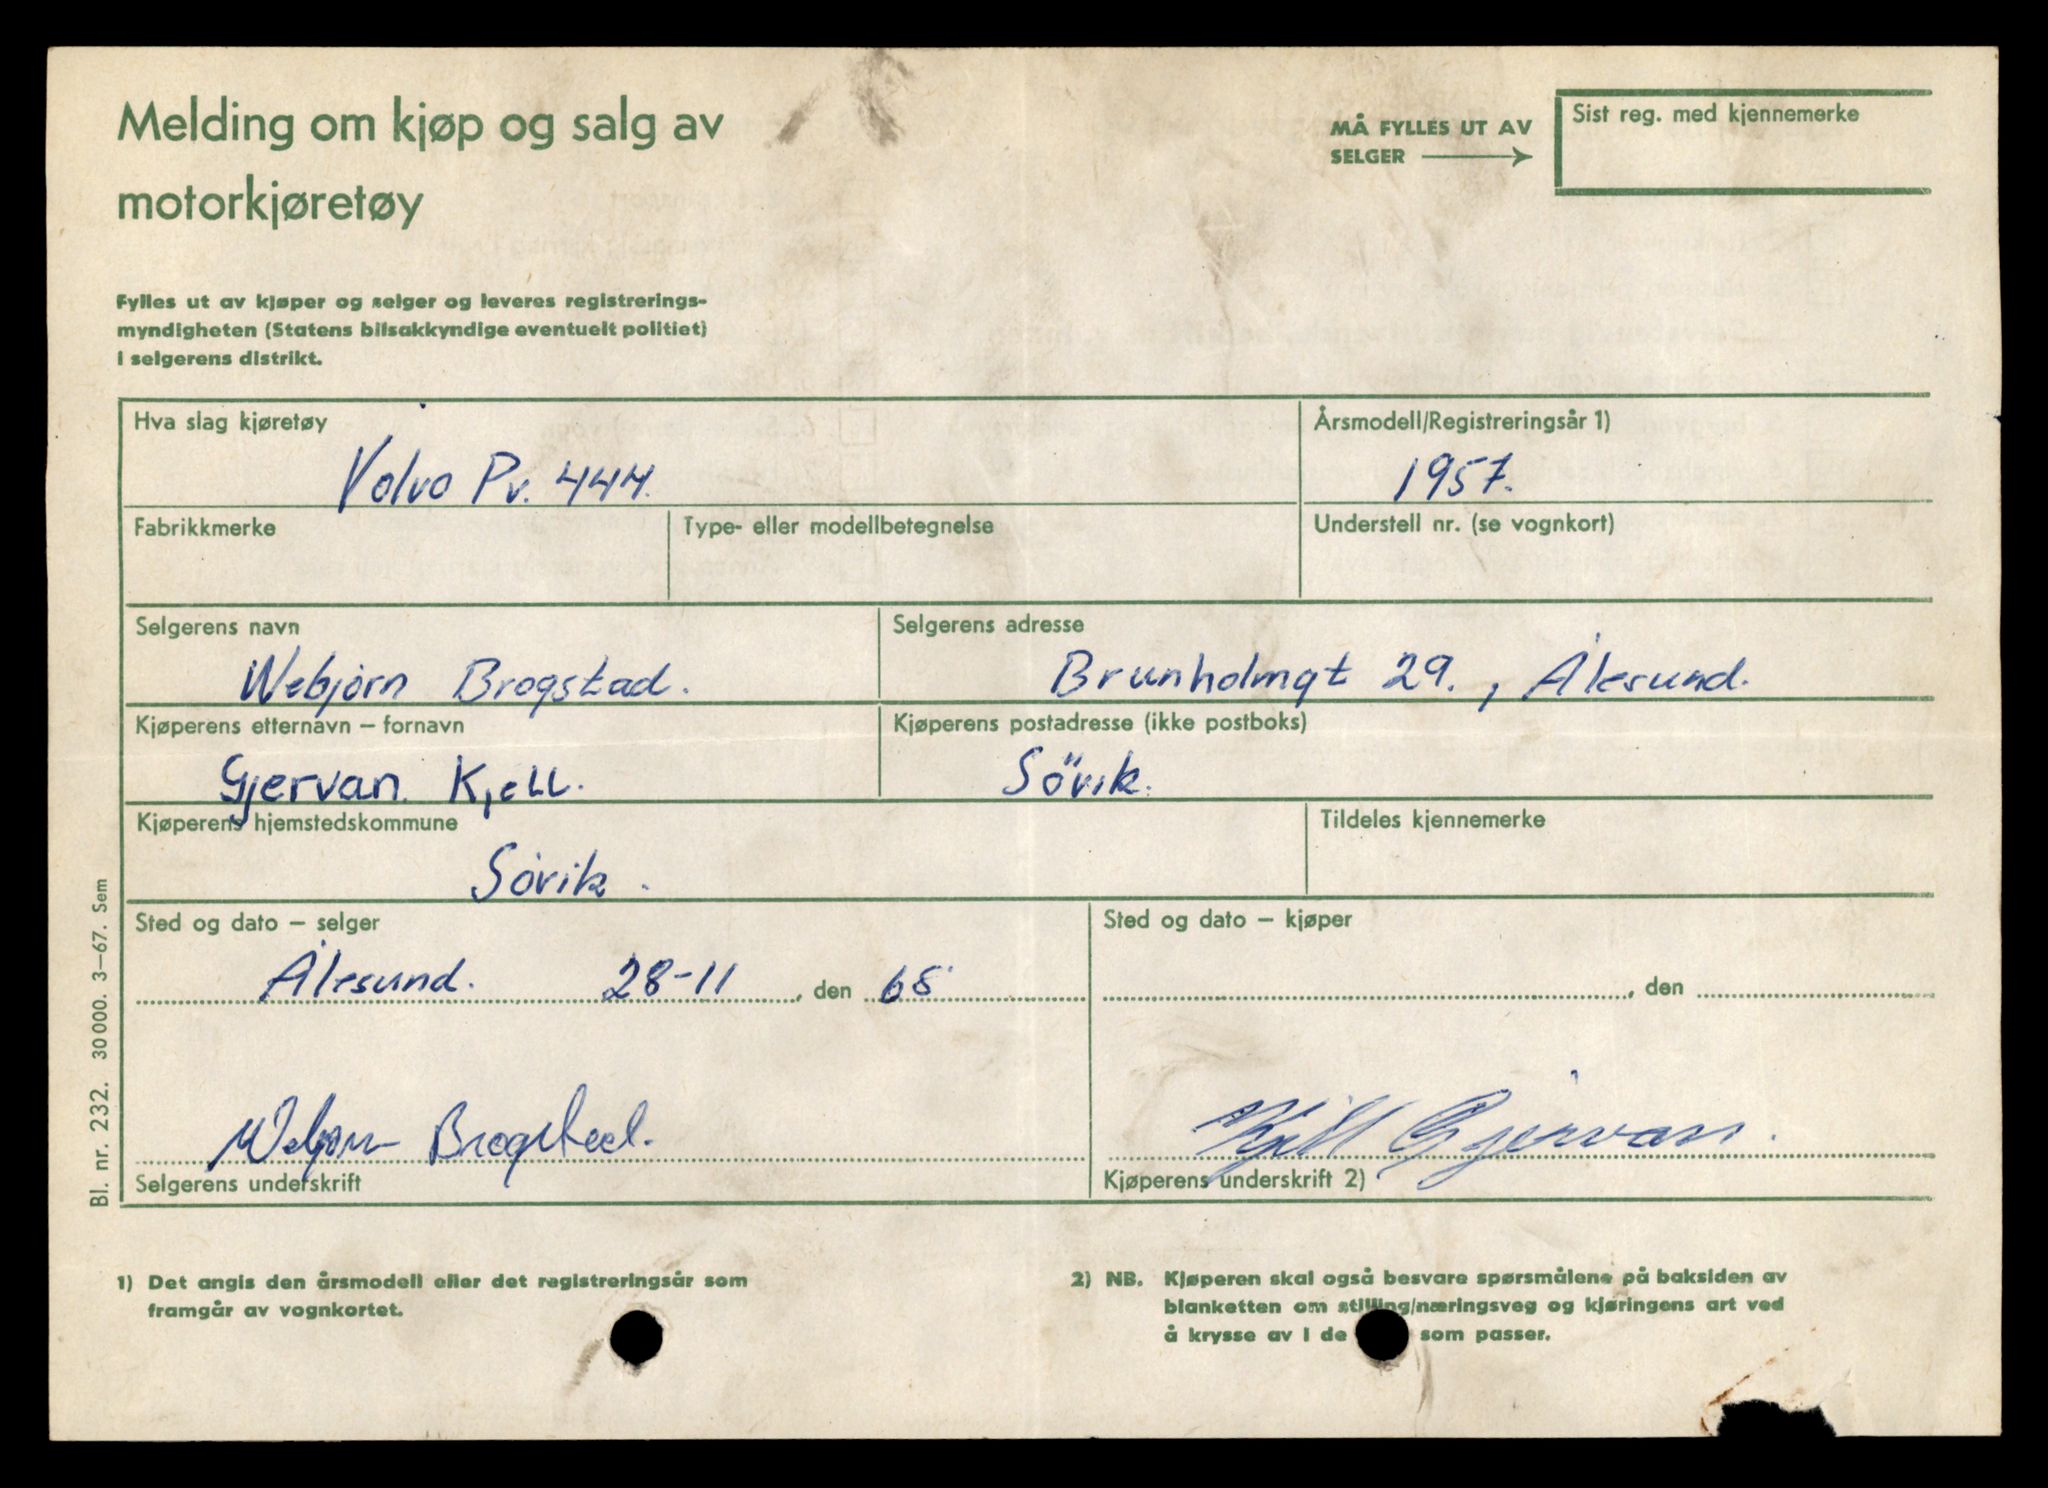 Melding om kjøp og salg av
motorkjøretøy
MÅ FYLLES UT AV
SELGER
Sist reg. med kjennemerke
Fylles ut av kjøper og selger og leveres registrerings-
myndigheten (Statens bilsakkyndige eventuelt politiet)
i selgerens distrikt.
Hva slag kjøretøy
Årsmodell/Registreringsår 1)
Volvo Pv. 444.
1957.
Fabrikkmerke
Type- eller modellbetegnelse
Understell nr. (se vognkort)
Selgerens navn
Selgerens adresse
Webjørn Brogstad.
Brunholmgt 29., Ålesund.
Kjøperens etternavn – fornavn
Kjøperens postadresse (ikke postboks)
Gjervan. Kjell.
Sövik.
Kjøperens hjemstedskommune
Tildeles kjennemerke
Sövik.
Sted og dato – selger
Sted og dato – kjøper
Ålesund. 28-11, den 68
, den
Webjørn Brogstad.
Kjell Gjervan.
Selgerens underskrift
Kjøperens underskrift 2)
Bl. nr. 232. 30 000. 3–67. Sem
1) Det angis den årsmodell eller det registreringsår som
framgår av vognkortet.
2) NB. Kjøperen skal også besvare spørsmålene på baksiden av
blanketten om stilling/næringsveg og kjøringens art ved
å krysse av i de som passer.